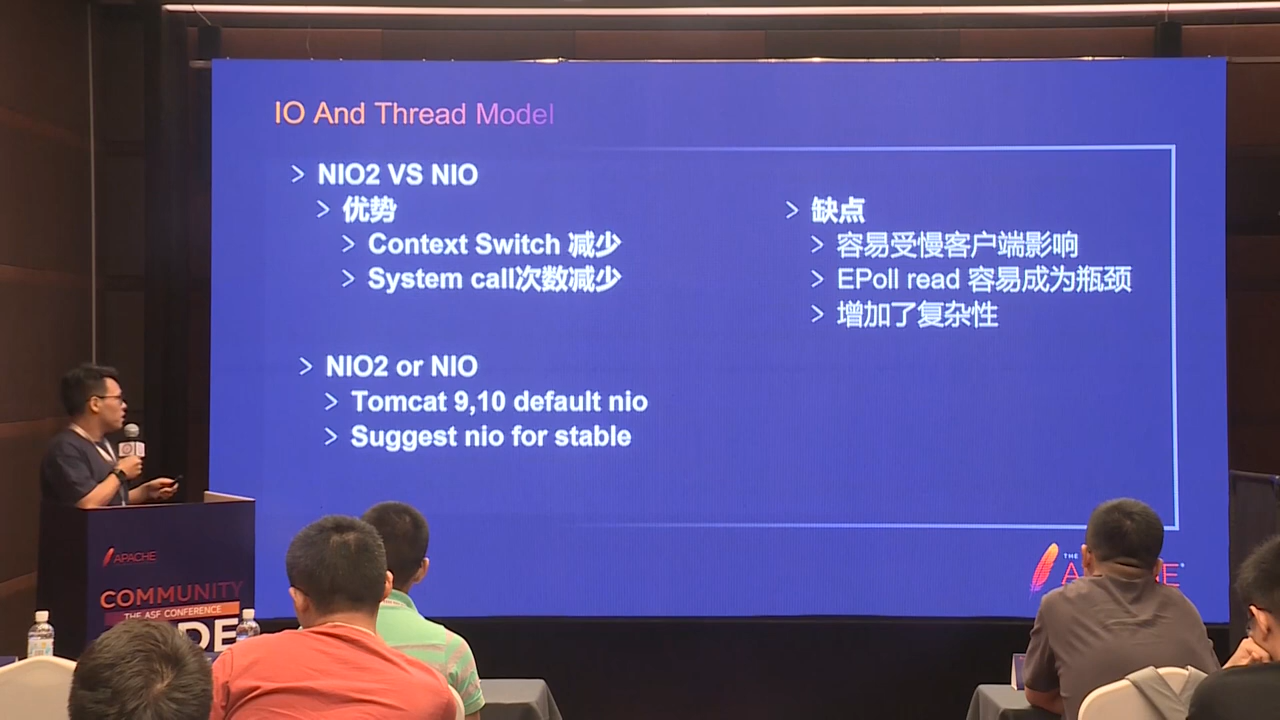 IO And Thread Model
> NIO2 VS NIO
> 优势
> Context Switch 减少
> System call次数减少
> 缺点
> 容易受慢客户端影响
> EPoll read 容易成为瓶颈
> 增加了复杂性
> NIO2 or NIO
> Tomcat 9,10 default nio
> Suggest nio for stable
APACHE
COMMUNITY
THE ASF CONFERENCE
THE